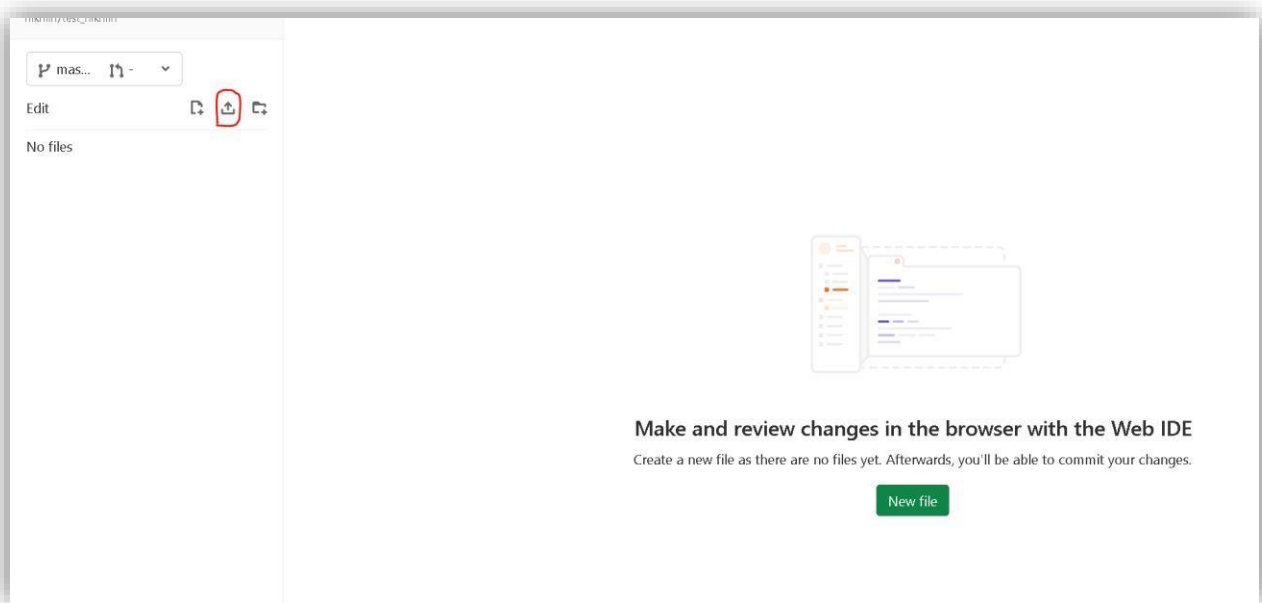 mas... -
Edit
No files
Make and review changes in the browser with the Web IDE
Create a new file as there are no files yet. Afterwards, you'll be able to commit your changes.
New file